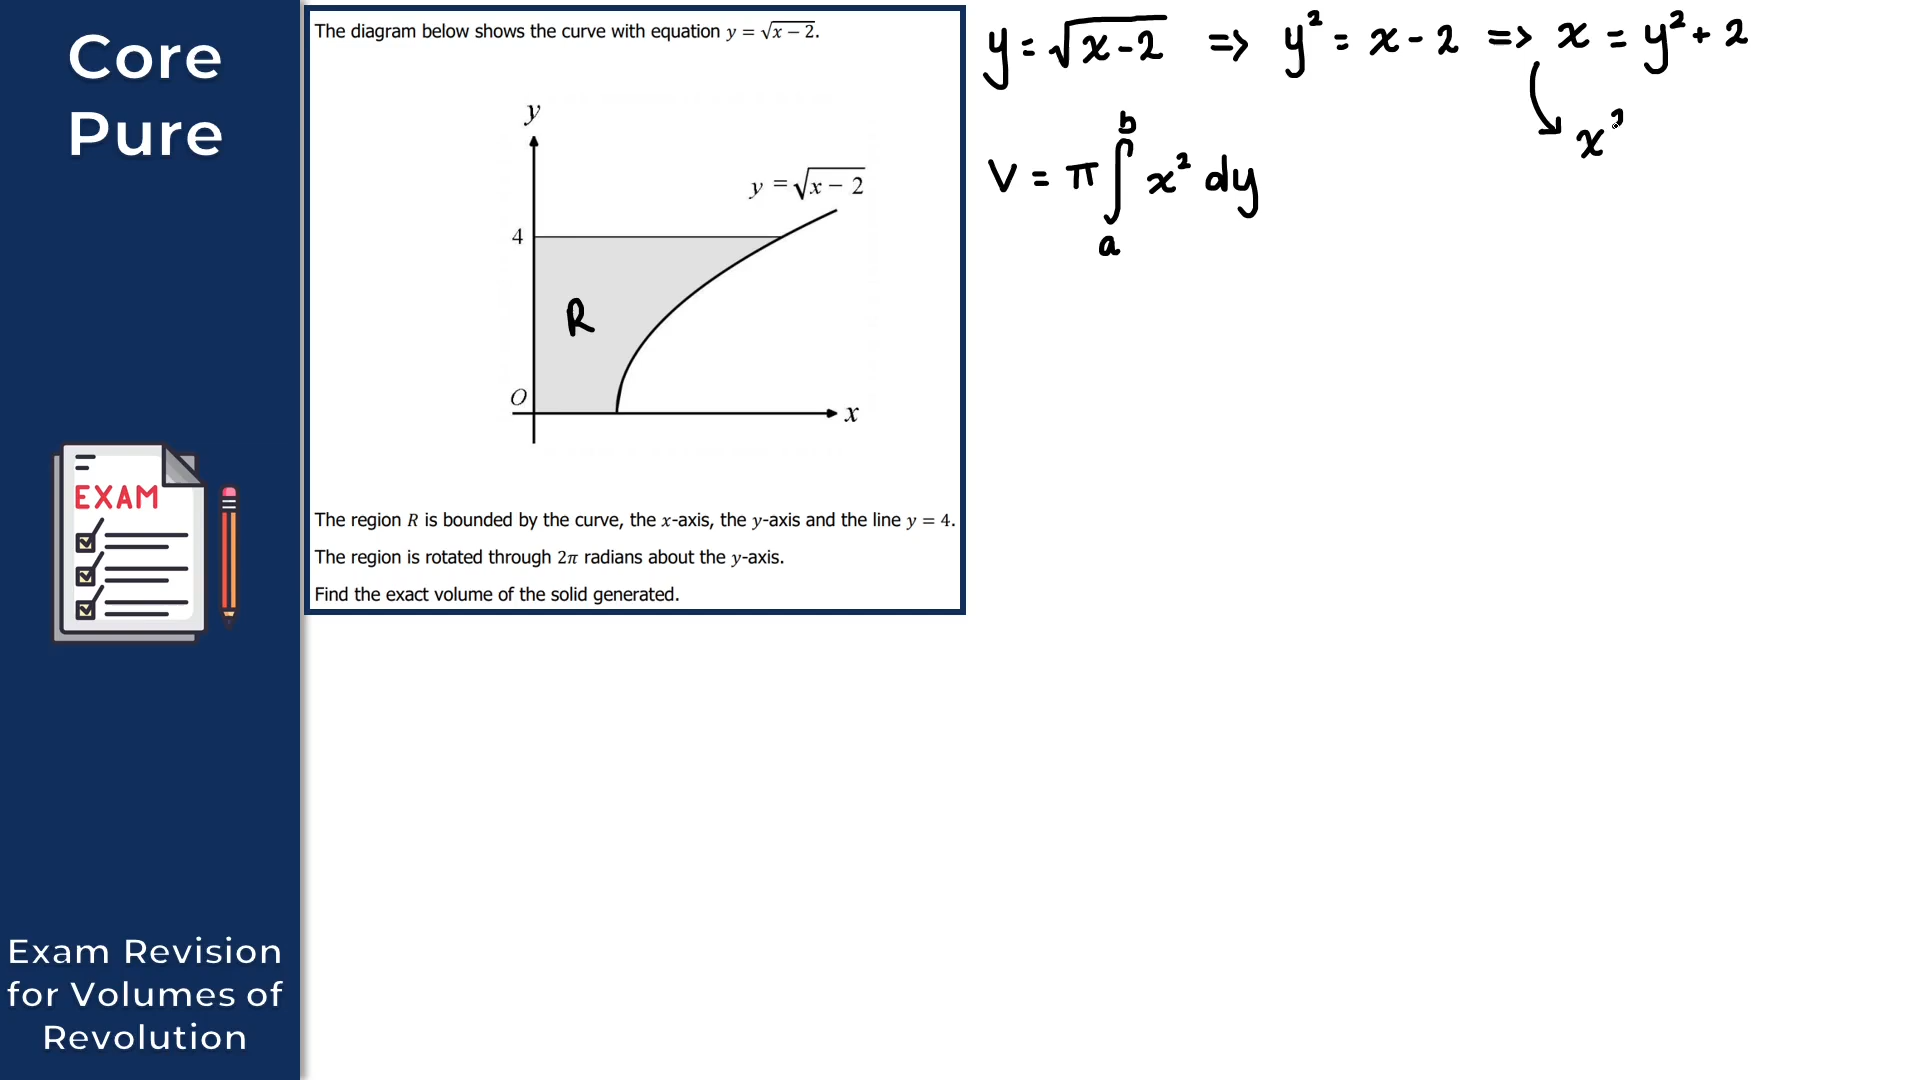 Core
Pure
EXAM
Exam Revision
for Volumes of
Revolution
The diagram below shows the curve with equation y = √(x − 2).
y
y = √(x − 2)
4
R
O
x
The region R is bounded by the curve, the x-axis, the y-axis and the line y = 4.
The region is rotated through 2π radians about the y-axis.
Find the exact volume of the solid generated.
y = √(x-2) => y² = x - 2 => x = y² + 2
x²
b
V = π∫ x² dy
a